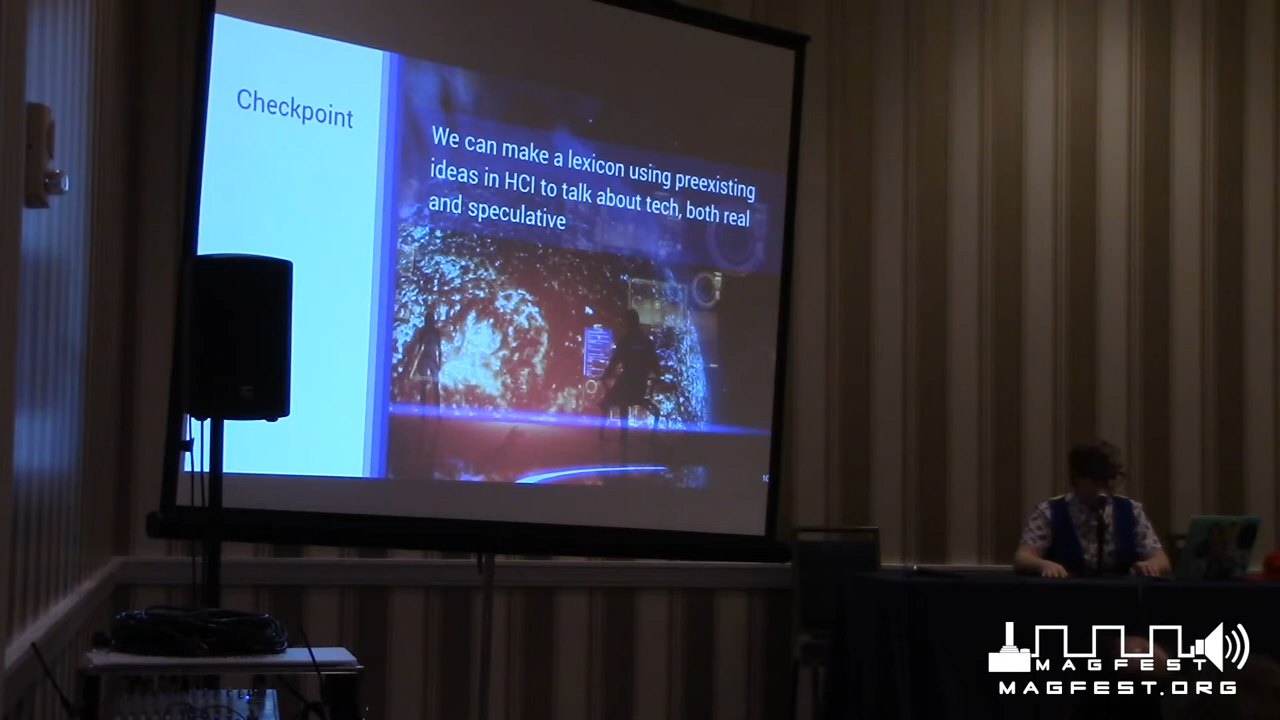 Checkpoint
We can make a lexicon using preexisting
ideas in HCI to talk about tech, both real
and speculative
MAGFEST
MAGFEST.ORG